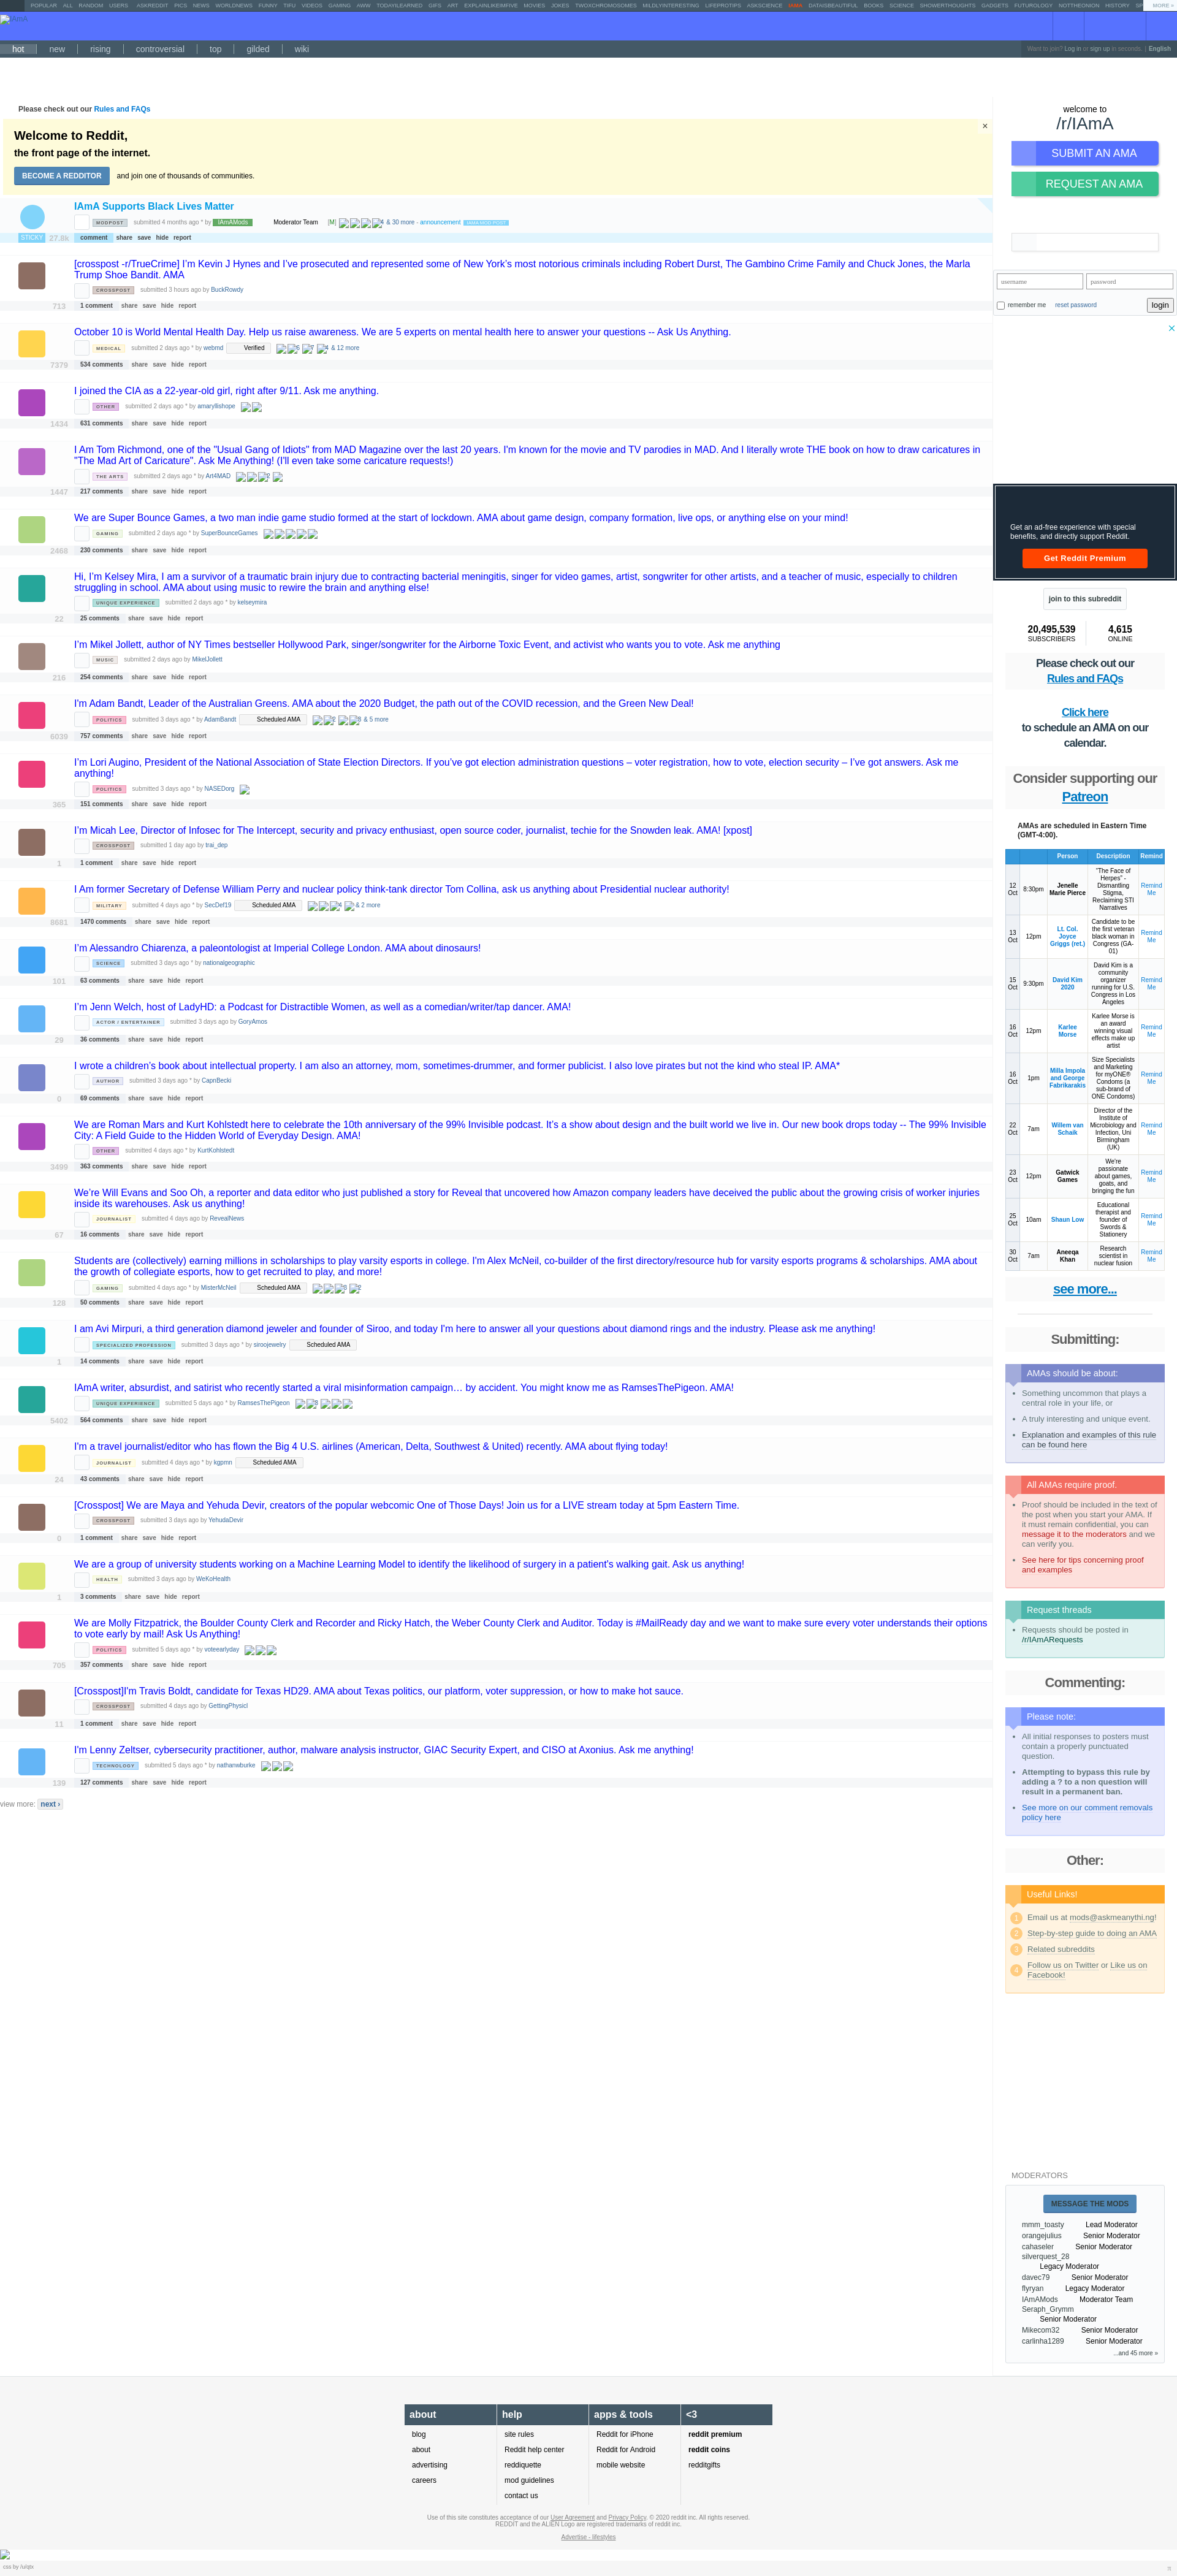 POPULAR ALL RANDOM USERS ASKREDDIT PICS NEWS WORLDNEWS FUNNY TIFU VIDEOS GAMING AWW TODAYILEARNED GIFS ART EXPLAINLIKEIMFIVE MOVIES JOKES TWOXCHROMOSOMES MILDLYINTERESTING LIFEPROTIPS ASKSCIENCE IAMA DATAISBEAUTIFUL BOOKS SCIENCE SHOWERTHOUGHTS GADGETS FUTUROLOGY NOTTHEONION HISTORY SP MORE »
IAmA
hot new rising controversial top gilded wiki
Want to join? Log in or sign up in seconds. | English
Please check out our Rules and FAQs
Welcome to Reddit,
the front page of the internet.
BECOME A REDDITOR and join one of thousands of communities.
×
IAmA Supports Black Lives Matter
MODPOST submitted 4 months ago * by IAmAMods Moderator Team [M] 4 & 30 more - announcement
STICKY 27.8k comment share save hide report
[crosspost -r/TrueCrime] I'm Kevin J Hynes and I've prosecuted and represented some of New York's most notorious criminals including Robert Durst, The Gambino Crime Family and Chuck Jones, the Marla
Trump Shoe Bandit. AMA
CROSSPOST submitted 3 hours ago by BuckRowdy
713 1 comment share save hide report
October 10 is World Mental Health Day. Help us raise awareness. We are 5 experts on mental health here to answer your questions -- Ask Us Anything.
MEDICAL submitted 2 days ago * by webmd Verified 6 7 4 & 12 more
7379 534 comments share save hide report
I joined the CIA as a 22-year-old girl, right after 9/11. Ask me anything.
OTHER submitted 2 days ago * by amaryllishope
1434 631 comments share save hide report
I Am Tom Richmond, one of the "Usual Gang of Idiots" from MAD Magazine over the last 20 years. I'm known for the movie and TV parodies in MAD. And I literally wrote THE book on how to draw caricatures in
"The Mad Art of Caricature". Ask Me Anything! (I'll even take some caricature requests!)
THE ARTS submitted 2 days ago * by Art4MAD 2
1447 217 comments share save hide report
We are Super Bounce Games, a two man indie game studio formed at the start of lockdown. AMA about game design, company formation, live ops, or anything else on your mind!
GAMING submitted 2 days ago * by SuperBounceGames
2468 230 comments share save hide report
Hi, I'm Kelsey Mira, I am a survivor of a traumatic brain injury due to contracting bacterial meningitis, singer for video games, artist, songwriter for other artists, and a teacher of music, especially to children
struggling in school. AMA about using music to rewire the brain and anything else!
UNIQUE EXPERIENCE submitted 2 days ago * by kelseymira
22 25 comments share save hide report
I'm Mikel Jollett, author of NY Times bestseller Hollywood Park, singer/songwriter for the Airborne Toxic Event, and activist who wants you to vote. Ask me anything
MUSIC submitted 2 days ago by MikelJollett
216 254 comments share save hide report
I'm Adam Bandt, Leader of the Australian Greens. AMA about the 2020 Budget, the path out of the COVID recession, and the Green New Deal!
POLITICS submitted 3 days ago * by AdamBandt Scheduled AMA 2 3 & 5 more
6039 757 comments share save hide report
I'm Lori Augino, President of the National Association of State Election Directors. If you've got election administration questions – voter registration, how to vote, election security – I've got answers. Ask me
anything!
POLITICS submitted 3 days ago * by NASEDorg
365 151 comments share save hide report
I'm Micah Lee, Director of Infosec for The Intercept, security and privacy enthusiast, open source coder, journalist, techie for the Snowden leak. AMA! [xpost]
CROSSPOST submitted 1 day ago by trai_dep
1 1 comment share save hide report
I Am former Secretary of Defense William Perry and nuclear policy think-tank director Tom Collina, ask us anything about Presidential nuclear authority!
MILITARY submitted 4 days ago * by SecDef19 Scheduled AMA 4 & 2 more
8681 1470 comments share save hide report
I'm Alessandro Chiarenza, a paleontologist at Imperial College London. AMA about dinosaurs!
SCIENCE submitted 3 days ago * by nationalgeographic
101 63 comments share save hide report
I'm Jenn Welch, host of LadyHD: a Podcast for Distractible Women, as well as a comedian/writer/tap dancer. AMA!
ACTOR / ENTERTAINER submitted 3 days ago by GoryAmos
29 36 comments share save hide report
I wrote a children's book about intellectual property. I am also an attorney, mom, sometimes-drummer, and former publicist. I also love pirates but not the kind who steal IP. AMA*
AUTHOR submitted 3 days ago * by CapnBecki
0 69 comments share save hide report
We are Roman Mars and Kurt Kohlstedt here to celebrate the 10th anniversary of the 99% Invisible podcast. It's a show about design and the built world we live in. Our new book drops today -- The 99% Invisible
City: A Field Guide to the Hidden World of Everyday Design. AMA!
OTHER submitted 4 days ago * by KurtKohlstedt
3499 363 comments share save hide report
We're Will Evans and Soo Oh, a reporter and data editor who just published a story for Reveal that uncovered how Amazon company leaders have deceived the public about the growing crisis of worker injuries
inside its warehouses. Ask us anything!
JOURNALIST submitted 4 days ago by RevealNews
67 16 comments share save hide report
Students are (collectively) earning millions in scholarships to play varsity esports in college. I'm Alex McNeil, co-builder of the first directory/resource hub for varsity esports programs & scholarships. AMA about
the growth of collegiate esports, how to get recruited to play, and more!
GAMING submitted 4 days ago * by MisterMcNeil Scheduled AMA 3 2
128 50 comments share save hide report
I am Avi Mirpuri, a third generation diamond jeweler and founder of Siroo, and today I'm here to answer all your questions about diamond rings and the industry. Please ask me anything!
SPECIALIZED PROFESSION submitted 3 days ago * by siroojewelry Scheduled AMA
1 14 comments share save hide report
IAmA writer, absurdist, and satirist who recently started a viral misinformation campaign… by accident. You might know me as RamsesThePigeon. AMA!
UNIQUE EXPERIENCE submitted 5 days ago * by RamsesThePigeon 3
5402 564 comments share save hide report
I'm a travel journalist/editor who has flown the Big 4 U.S. airlines (American, Delta, Southwest & United) recently. AMA about flying today!
JOURNALIST submitted 4 days ago * by kgpmn Scheduled AMA
24 43 comments share save hide report
[Crosspost] We are Maya and Yehuda Devir, creators of the popular webcomic One of Those Days! Join us for a LIVE stream today at 5pm Eastern Time.
CROSSPOST submitted 3 days ago by YehudaDevir
0 1 comment share save hide report
We are a group of university students working on a Machine Learning Model to identify the likelihood of surgery in a patient's walking gait. Ask us anything!
HEALTH submitted 3 days ago by WeKoHealth
1 3 comments share save hide report
We are Molly Fitzpatrick, the Boulder County Clerk and Recorder and Ricky Hatch, the Weber County Clerk and Auditor. Today is #MailReady day and we want to make sure every voter understands their options
to vote early by mail! Ask Us Anything!
POLITICS submitted 5 days ago * by voteearlyday
705 357 comments share save hide report
[Crosspost]I'm Travis Boldt, candidate for Texas HD29. AMA about Texas politics, our platform, voter suppression, or how to make hot sauce.
CROSSPOST submitted 4 days ago by GettingPhysicl
11 1 comment share save hide report
I'm Lenny Zeltser, cybersecurity practitioner, author, malware analysis instructor, GIAC Security Expert, and CISO at Axonius. Ask me anything!
TECHNOLOGY submitted 5 days ago * by nathanwburke
139 127 comments share save hide report
view more: next ›
welcome to
/r/IAmA
SUBMIT AN AMA
REQUEST AN AMA
username password
remember me reset password login
Get an ad-free experience with special
benefits, and directly support Reddit.
Get Reddit Premium
join to this subreddit
20,495,539 4,615
SUBSCRIBERS ONLINE
Please check out our
Rules and FAQs
Click here
to schedule an AMA on our
calendar.
Consider supporting our
Patreon
AMAs are scheduled in Eastern Time
(GMT-4:00).
Person Description Remind
12 Oct 8:30pm Jenelle Marie Pierce "The Face of Herpes" - Dismantling Stigma, Reclaiming STI Narratives Remind Me
13 Oct 12pm Lt. Col. Joyce Griggs (ret.) Candidate to be the first veteran black woman in Congress (GA-01) Remind Me
15 Oct 9:30pm David Kim 2020 David Kim is a community organizer running for U.S. Congress in Los Angeles Remind Me
16 Oct 12pm Karlee Morse Karlee Morse is an award winning visual effects make up artist Remind Me
16 Oct 1pm Milla Impola and George Fabrikarakis Size Specialists and Marketing for myONE® Condoms (a sub-brand of ONE Condoms) Remind Me
22 Oct 7am Willem van Schaik Director of the Institute of Microbiology and Infection, Uni Birmingham (UK) Remind Me
23 Oct 12pm Gatwick Games We're passionate about games, goats, and bringing the fun Remind Me
25 Oct 10am Shaun Low Educational therapist and founder of Swords & Stationery Remind Me
30 Oct 7am Aneeqa Khan Research scientist in nuclear fusion Remind Me
see more...
Submitting:
AMAs should be about:
Something uncommon that plays a
central role in your life, or
A truly interesting and unique event.
Explanation and examples of this rule
can be found here
All AMAs require proof.
Proof should be included in the text of
the post when you start your AMA. If
it must remain confidential, you can
message it to the moderators and we
can verify you.
See here for tips concerning proof
and examples
Request threads
Requests should be posted in
/r/IAmARequests
Commenting:
Please note:
All initial responses to posters must
contain a properly punctuated
question.
Attempting to bypass this rule by
adding a ? to a non question will
result in a permanent ban.
See more on our comment removals
policy here
Other:
Useful Links!
1 Email us at mods@askmeanythi.ng!
2 Step-by-step guide to doing an AMA
3 Related subreddits
4 Follow us on Twitter or Like us on
Facebook!
MODERATORS
MESSAGE THE MODS
mmm_toasty Lead Moderator
orangejulius Senior Moderator
cahaseler Senior Moderator
silverquest_28
Legacy Moderator
davec79 Senior Moderator
flyryan Legacy Moderator
IAmAMods Moderator Team
Seraph_Grymm
Senior Moderator
Mikecom32 Senior Moderator
carlinha1289 Senior Moderator
...and 45 more »
about help apps & tools <3
blog site rules Reddit for iPhone reddit premium
about Reddit help center Reddit for Android reddit coins
advertising reddiquette mobile website redditgifts
careers mod guidelines
contact us
Use of this site constitutes acceptance of our User Agreement and Privacy Policy. © 2020 reddit inc. All rights reserved.
REDDIT and the ALIEN Logo are registered trademarks of reddit inc.
Advertise - lifestyles
css by /u/qtx
π